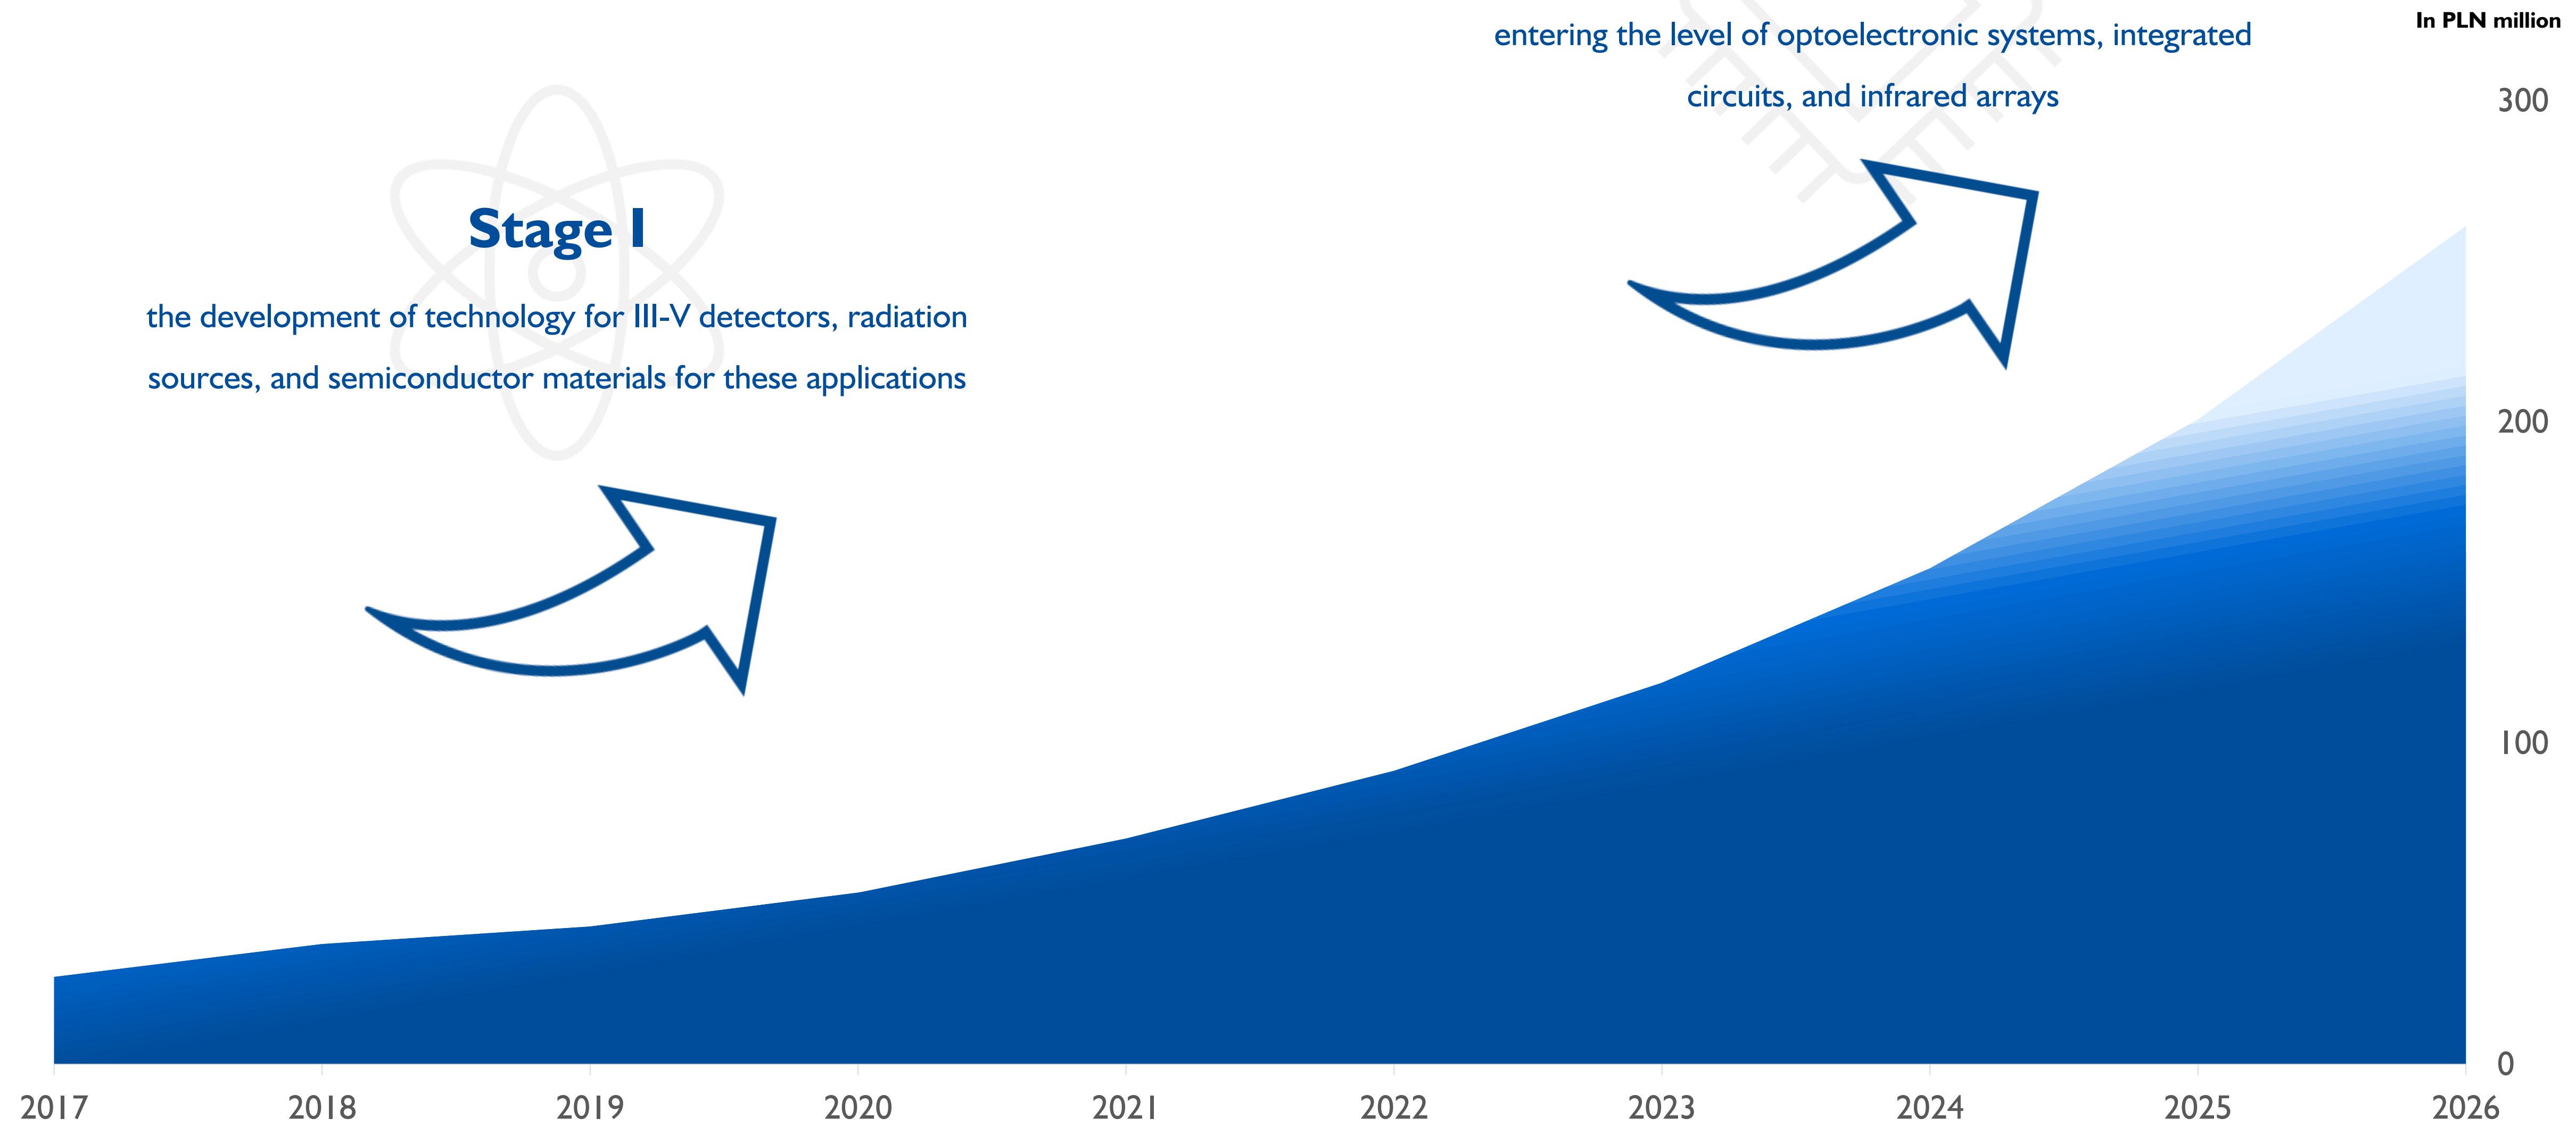 entering the level of optoelectronic systems, integrated
circuits, and infrared arrays
In PLN million
Stage I
the development of technology for III-V detectors, radiation
sources, and semiconductor materials for these applications
300
200
100
0
2017
2018
2019
2020
2021
2022
2023
2024
2025
2026